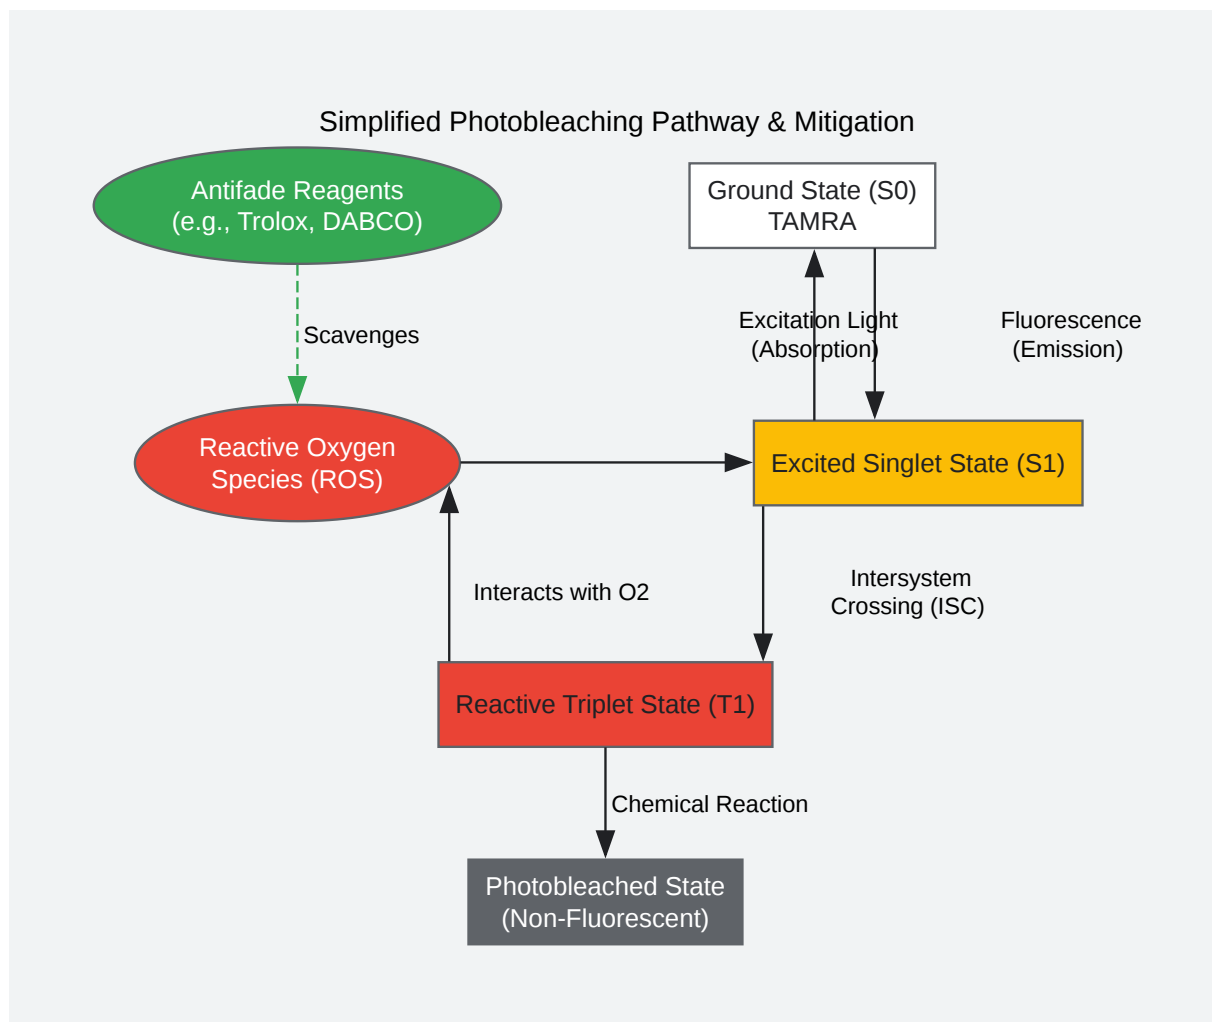 Simplified Photobleaching Pathway & Mitigation
Antifade Reagents
(e.g., Trolox, DABCO)
Ground State (S0)
TAMRA
Scavenges
Excitation Light
(Absorption)
Fluorescence
(Emission)
Reactive Oxygen
Species (ROS)
Excited Singlet State (S1)
Interacts with O2
Intersystem
Crossing (ISC)
Reactive Triplet State (T1)
Chemical Reaction
Photobleached State
(Non-Fluorescent)